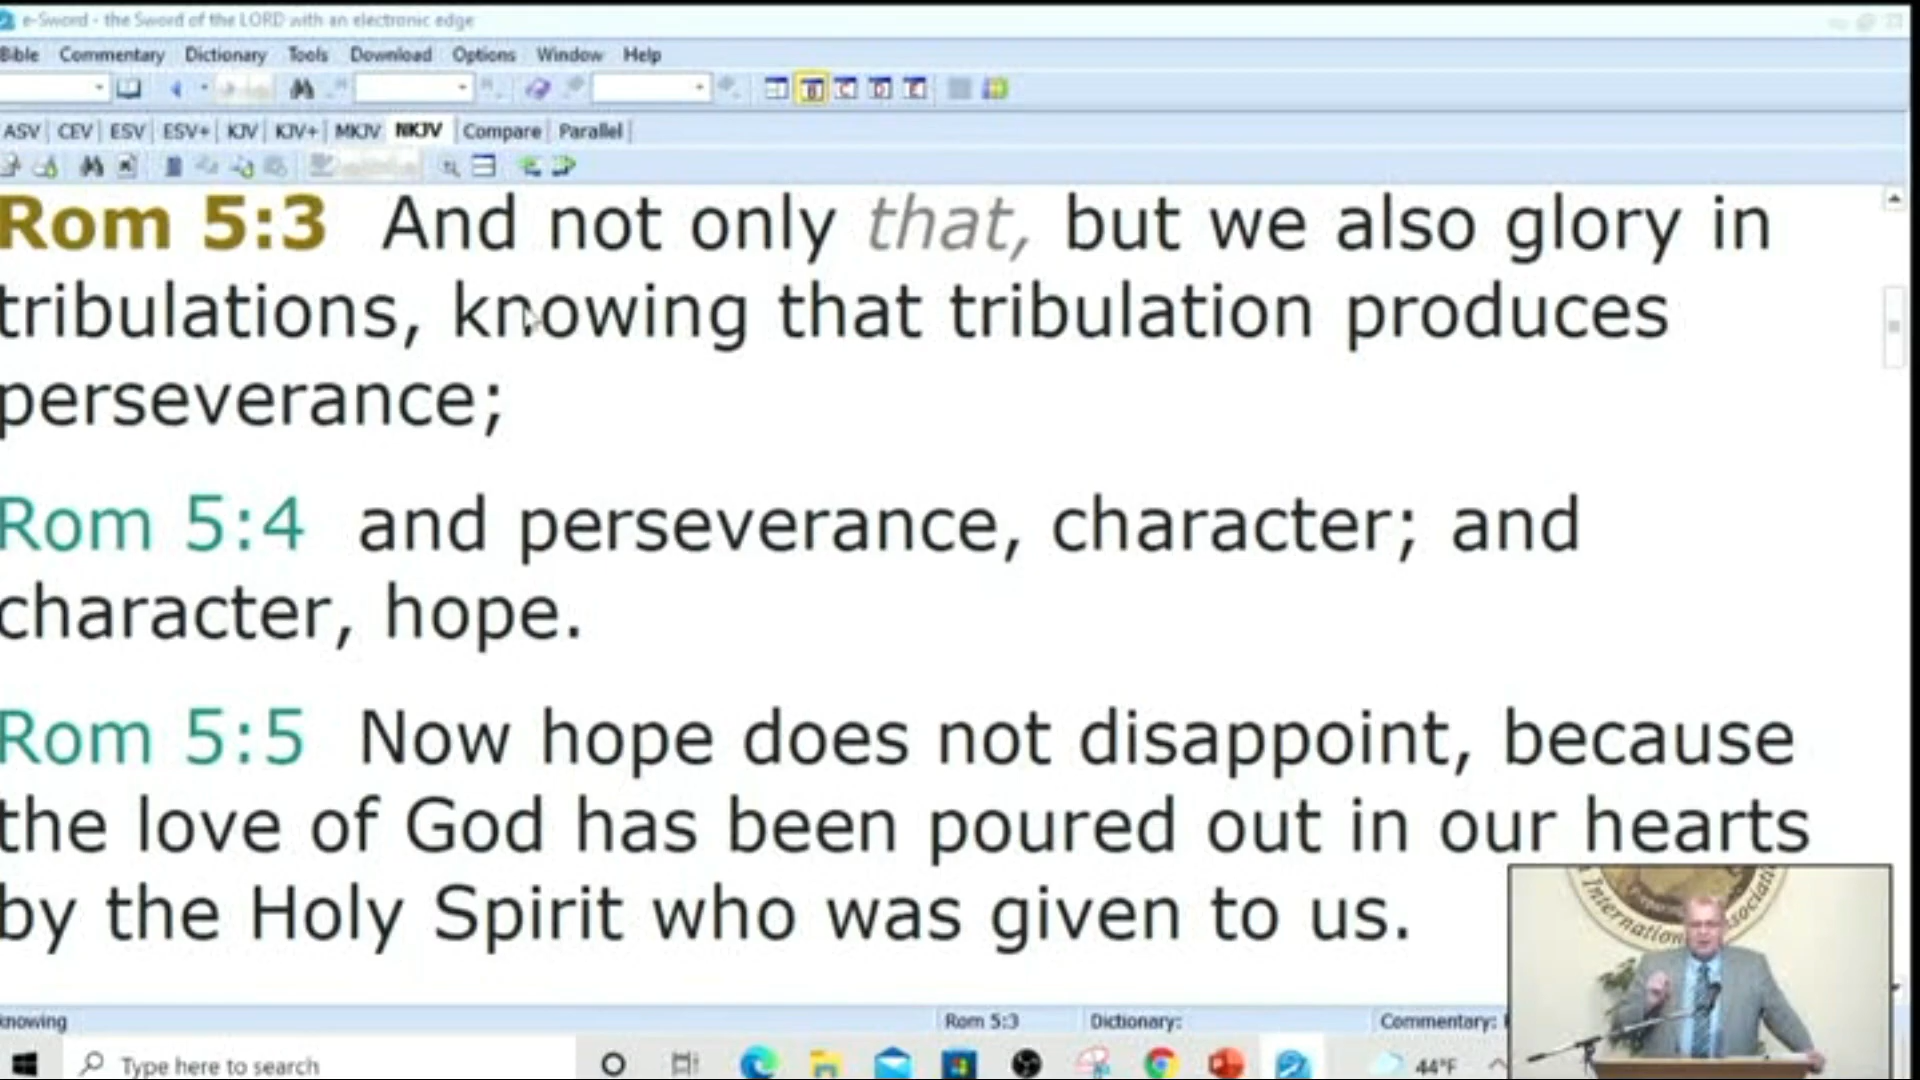 e-Sword - the Sword of the LORD with an electronic edge
Bible Commentary Dictionary Tools Download Options Window Help
ASV CEV ESV ESV+ KJV KJV+ MKJV NKJV Compare Parallel
Rom 5:3 And not only that, but we also glory in
tribulations, knowing that tribulation produces
perseverance;
Rom 5:4 and perseverance, character; and
character, hope.
Rom 5:5 Now hope does not disappoint, because
the love of God has been poured out in our hearts
by the Holy Spirit who was given to us.
International
knowing Rom 5:3 Dictionary: Commentary:
Type here to search 44°F